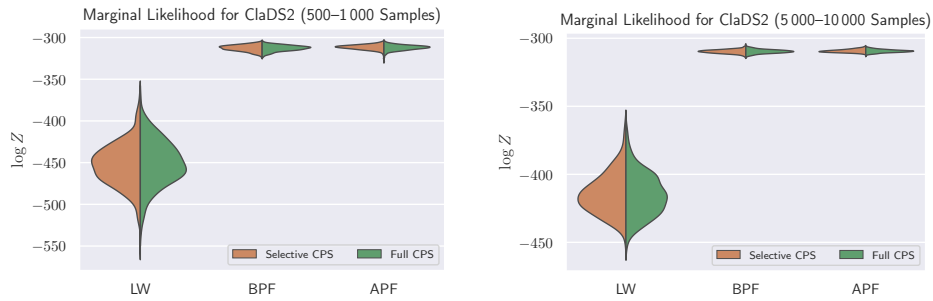 Marginal Likelihood for ClaDS2 (500–1 000 Samples)
−300
−350
−400
−450
−500
−550
log Z
LW
BPF
APF
Selective CPS
Full CPS
Marginal Likelihood for ClaDS2 (5 000–10 000 Samples)
−300
−350
−400
−450
log Z
LW
BPF
APF
Selective CPS
Full CPS